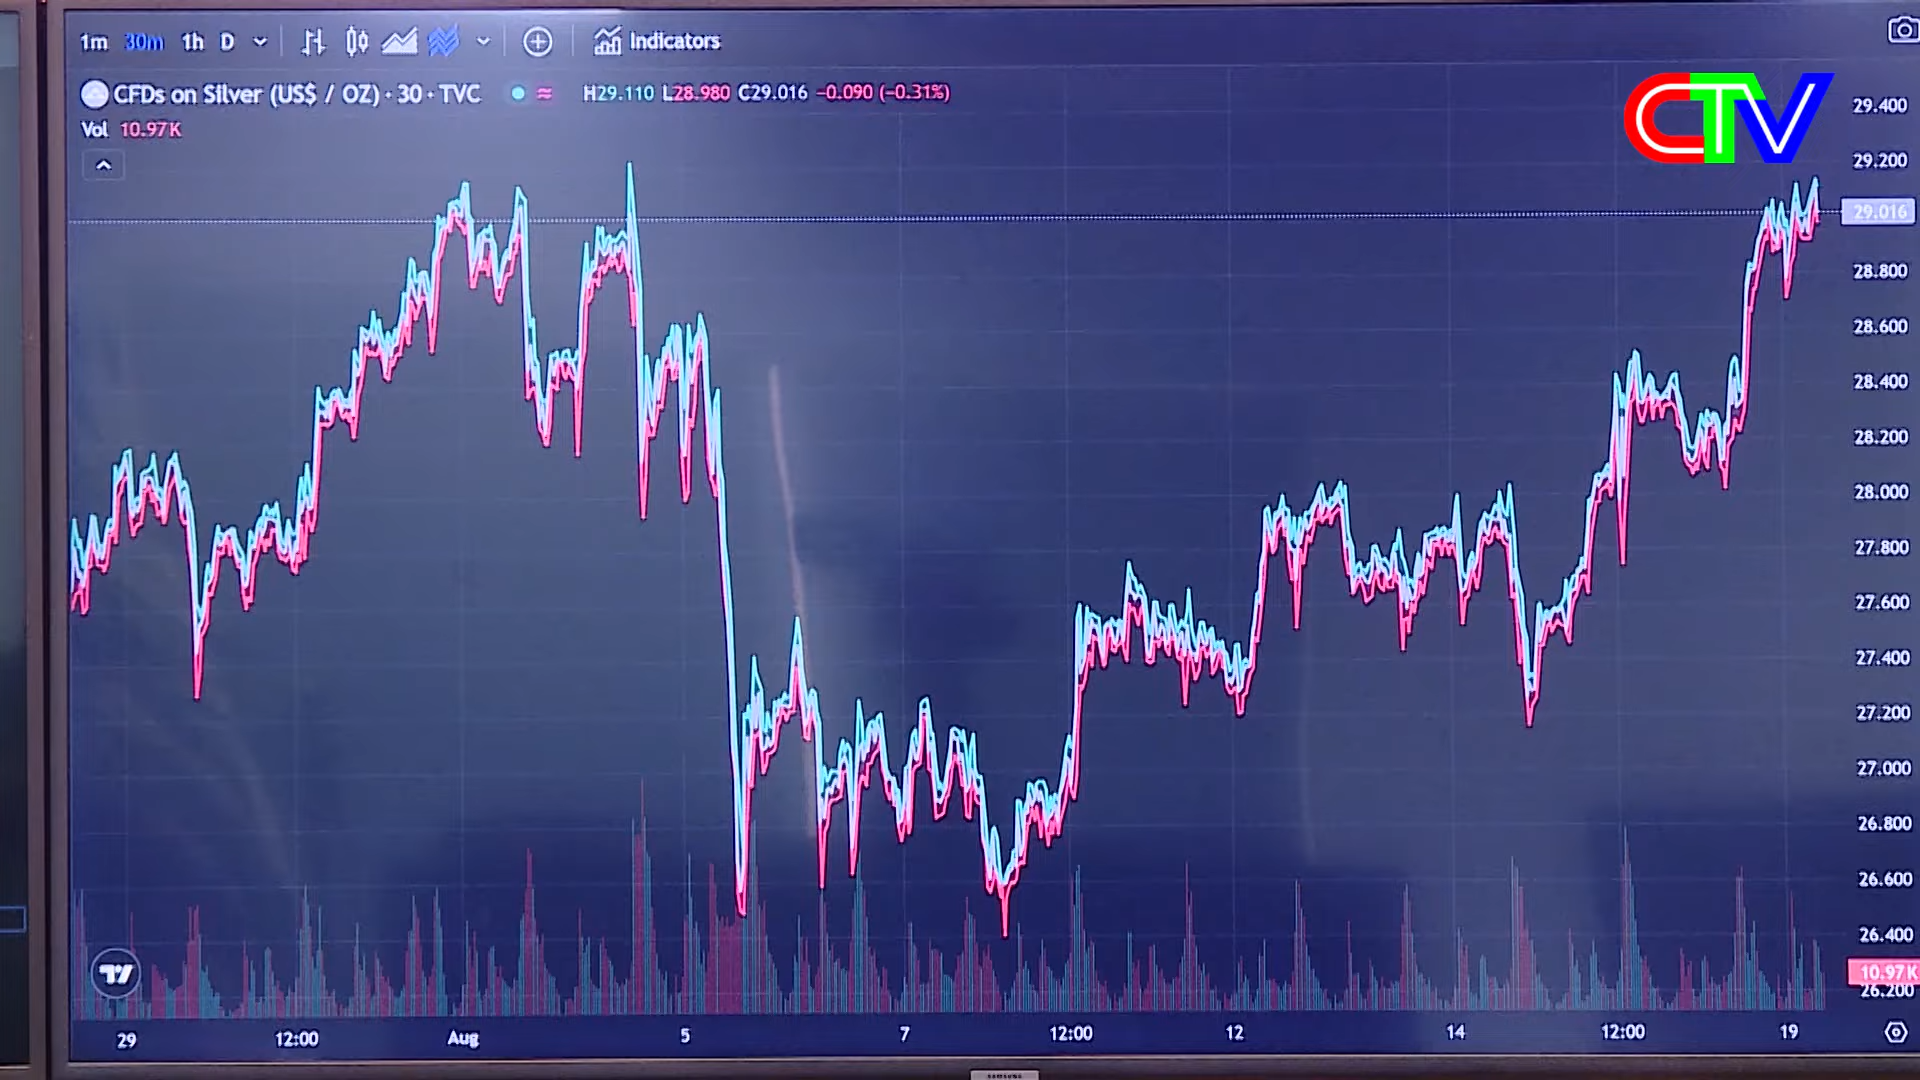 1m 30m 1h D Indicators
CTV
CFDs on Silver (US$ / OZ) · 30 · TVC H29.110 L28.980 C29.016 −0.090 (−0.31%)
Vol 10.97K
29.400
29.200
29.016
28.800
28.600
28.400
28.200
28.000
27.800
27.600
27.400
27.200
27.000
26.800
26.600
26.400
10.97K
26.200
29 12:00 Aug 5 7 12:00 12 14 12:00 19
SAMSUNG